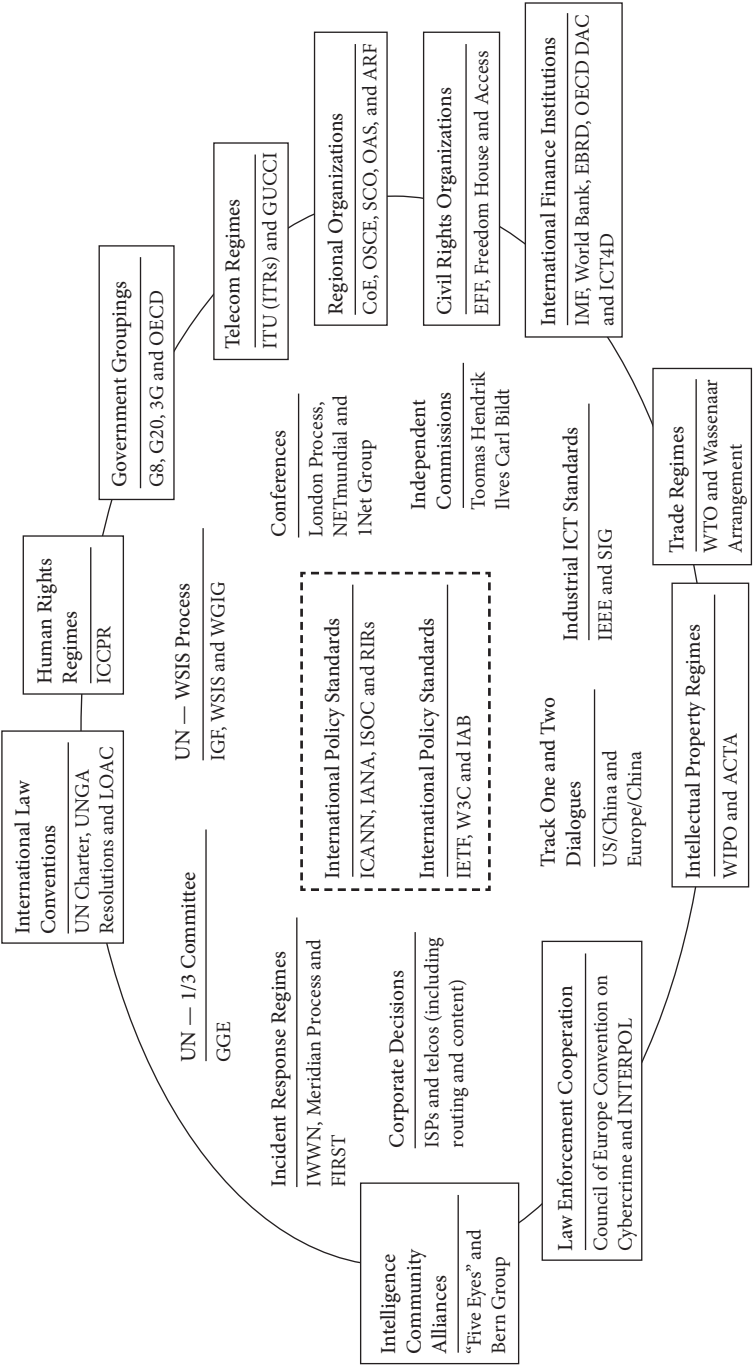 International Law
Conventions
UN Charter, UNGA
Resolutions and LOAC
Human Rights
Regimes
ICCPR
Government Groupings
G8, G20, 3G and OECD
Telecom Regimes
ITU (ITRs) and GUCCI
Regional Organizations
CoE, OSCE, SCO, OAS, and ARF
Civil Rights Organizations
EFF, Freedom House and Access
International Finance Institutions
IMF, World Bank, EBRD, OECD DAC
and ICT4D
Trade Regimes
WTO and Wassenaar
Arrangement
Intellectual Property Regimes
WIPO and ACTA
Law Enforcement Cooperation
Council of Europe Convention on
Cybercrime and INTERPOL
Intelligence
Community
Alliances
“Five Eyes” and
Bern Group
UN — 1/3 Committee
GGE
UN — WSIS Process
IGF, WSIS and WGIG
Conferences
London Process,
NETmundial and
1Net Group
Independent
Commissions
Toomas Hendrik
Ilves Carl Bildt
Industrial ICT Standards
IEEE and SIG
Track One and Two
Dialogues
US/China and
Europe/China
Corporate Decisions
ISPs and telcos (including
routing and content)
Incident Response Regimes
IWWN, Meridian Process and
FIRST
International Policy Standards
ICANN, IANA, ISOC and RIRs
International Policy Standards
IETF, W3C and IAB